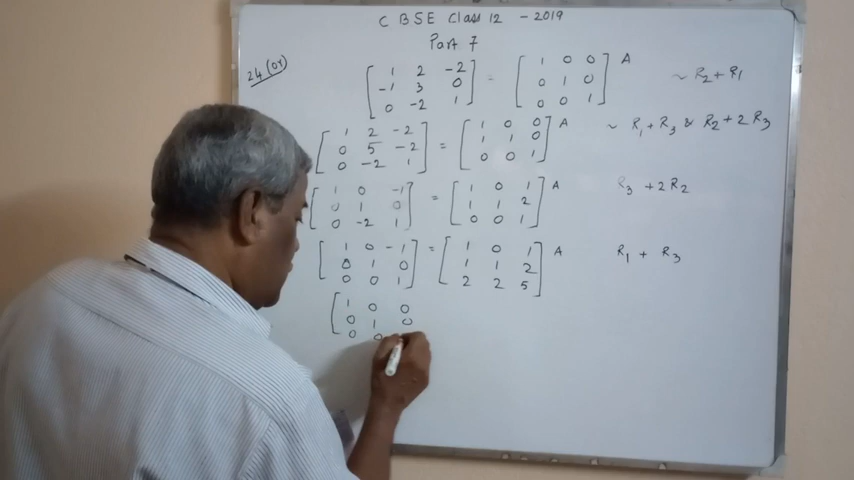 CBSE Class 12 - 2019
Part 7
24 (or)
[ 1 2 -2 ] = [ 1 0 0 ] A ~ R2 + R1
[ -1 3 0 ] [ 0 1 0 ]
[ 0 -2 1 ] [ 0 0 1 ]
[ 1 2 -2 ] = [ 1 0 0 ] A ~ R1 + R3 & R2 + 2R3
[ 0 5 -2 ] [ 1 1 0 ]
[ 0 -2 1 ] [ 0 0 1 ]
[ 1 0 -1 ] = [ 1 0 1 ] A R3 + 2R2
[ 0 1 0 ] [ 1 1 2 ]
[ 0 -2 1 ] [ 0 0 1 ]
[ 1 0 -1 ] = [ 1 0 1 ] A R1 + R3
[ 0 1 0 ] [ 1 1 2 ]
[ 0 0 1 ] [ 2 2 5 ]
[ 1 0 0
0 1 0
0 0